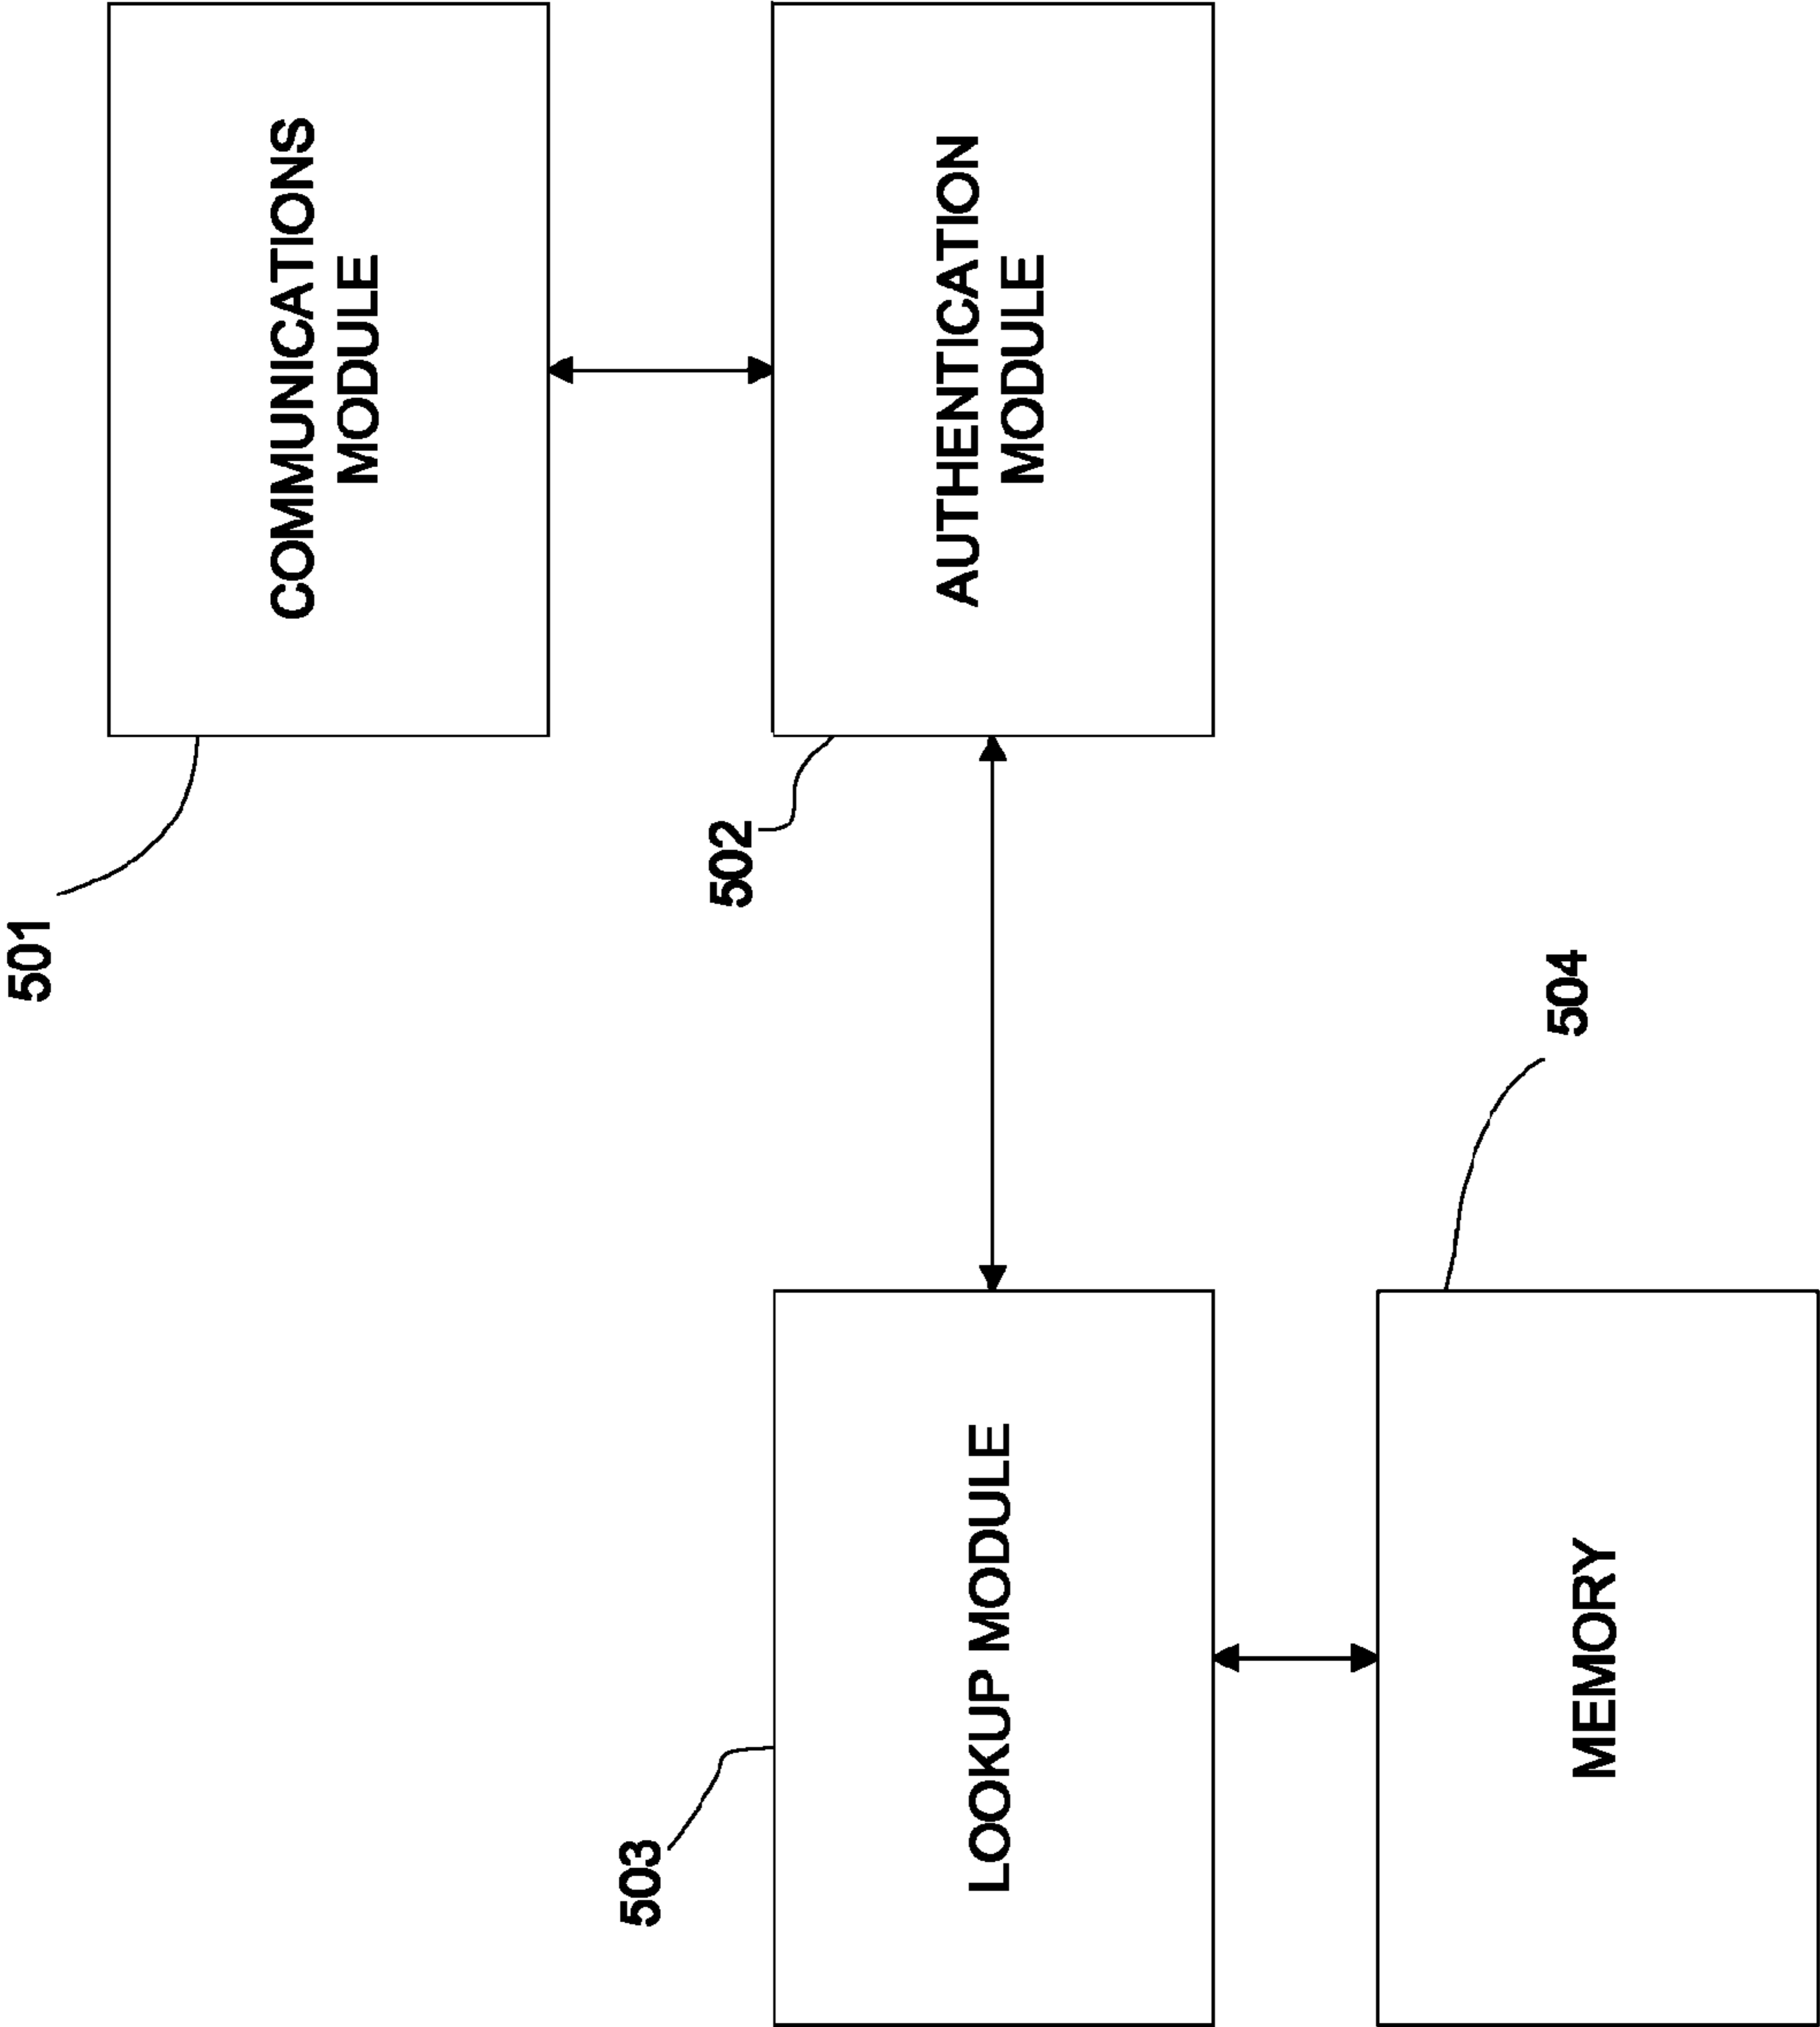 501
COMMUNICATIONS
MODULE
502
AUTHENTICATION
MODULE
503
LOOKUP MODULE
504
MEMORY